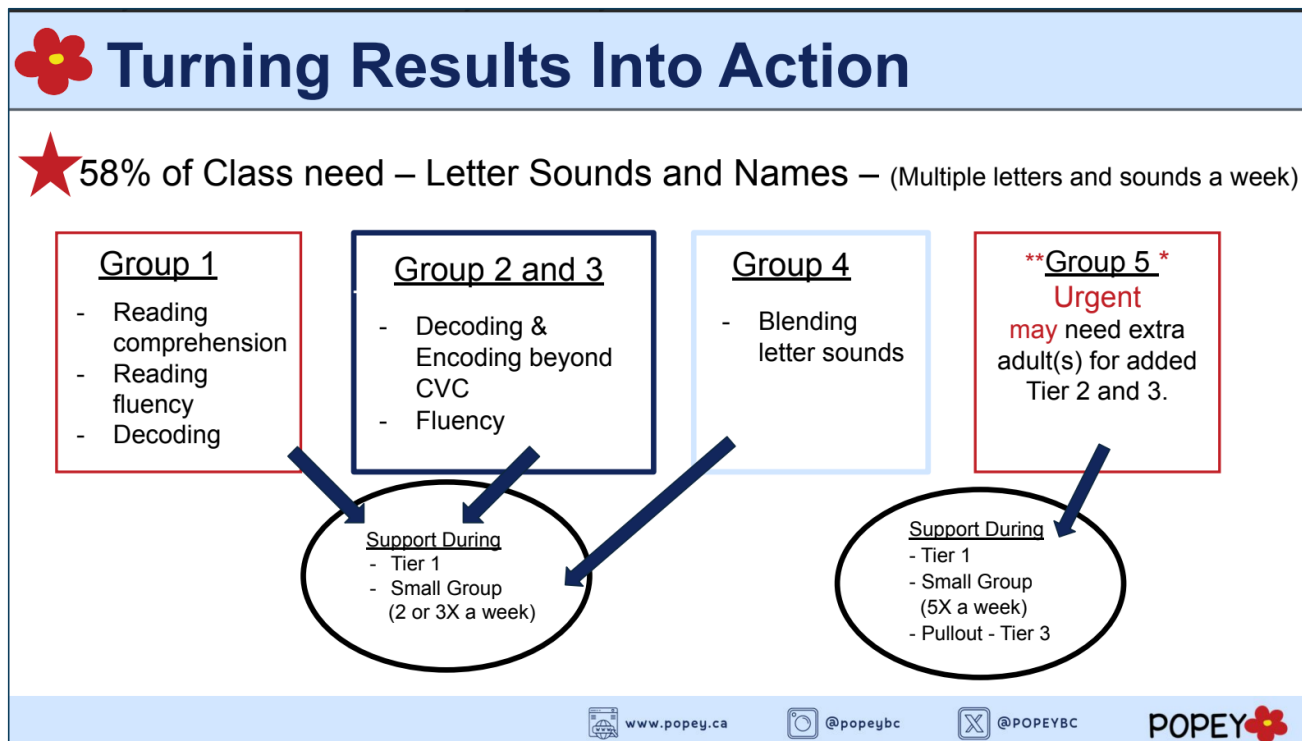 Turning Results Into Action
58% of Class need – Letter Sounds and Names – (Multiple letters and sounds a week)
Group 1
- Reading
comprehension
- Reading
fluency
- Decoding
Group 2 and 3
- Decoding &
Encoding beyond
CVC
- Fluency
Group 4
- Blending
letter sounds
**Group 5 *
Urgent
may need extra
adult(s) for added
Tier 2 and 3.
Support During
- Tier 1
- Small Group
(2 or 3X a week)
Support During
- Tier 1
- Small Group
(5X a week)
- Pullout - Tier 3
www.popey.ca
@popeybc
@POPEYBC
POPEY